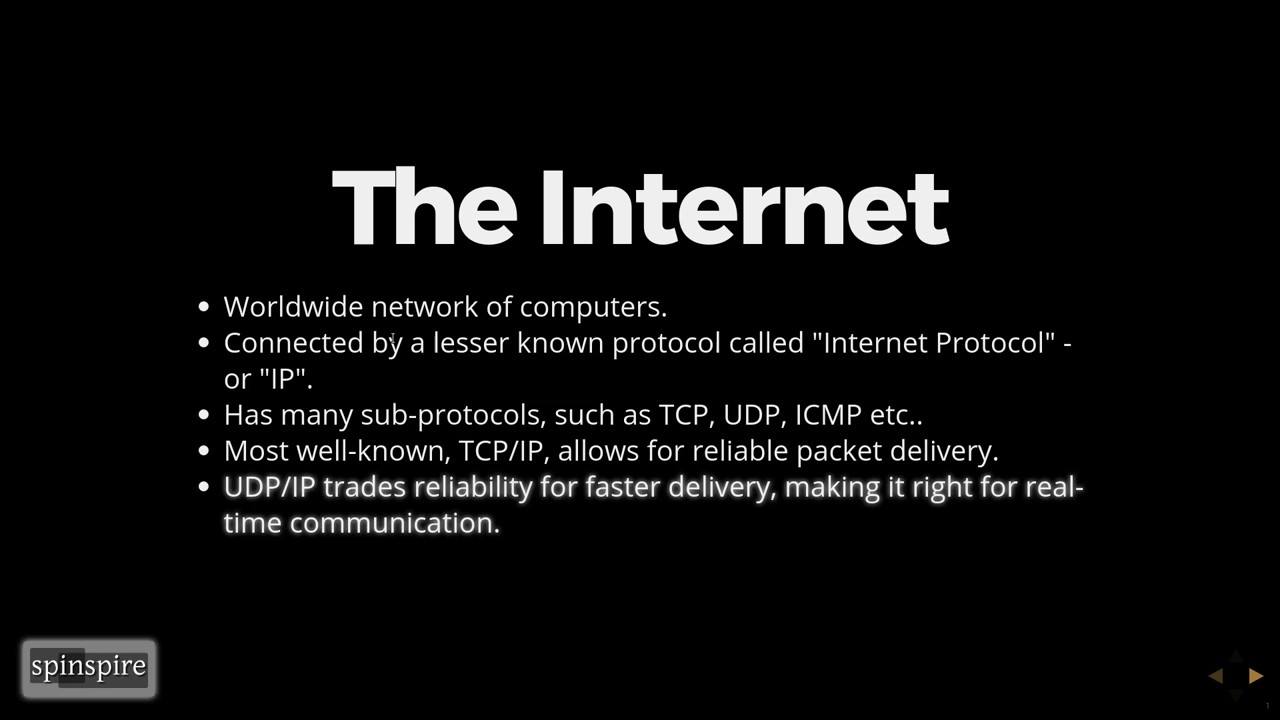 The Internet
Worldwide network of computers.
Connected by a lesser known protocol called "Internet Protocol" -
or "IP".
Has many sub-protocols, such as TCP, UDP, ICMP etc..
Most well-known, TCP/IP, allows for reliable packet delivery.
UDP/IP trades reliability for faster delivery, making it right for real-
time communication.
spinspire
1